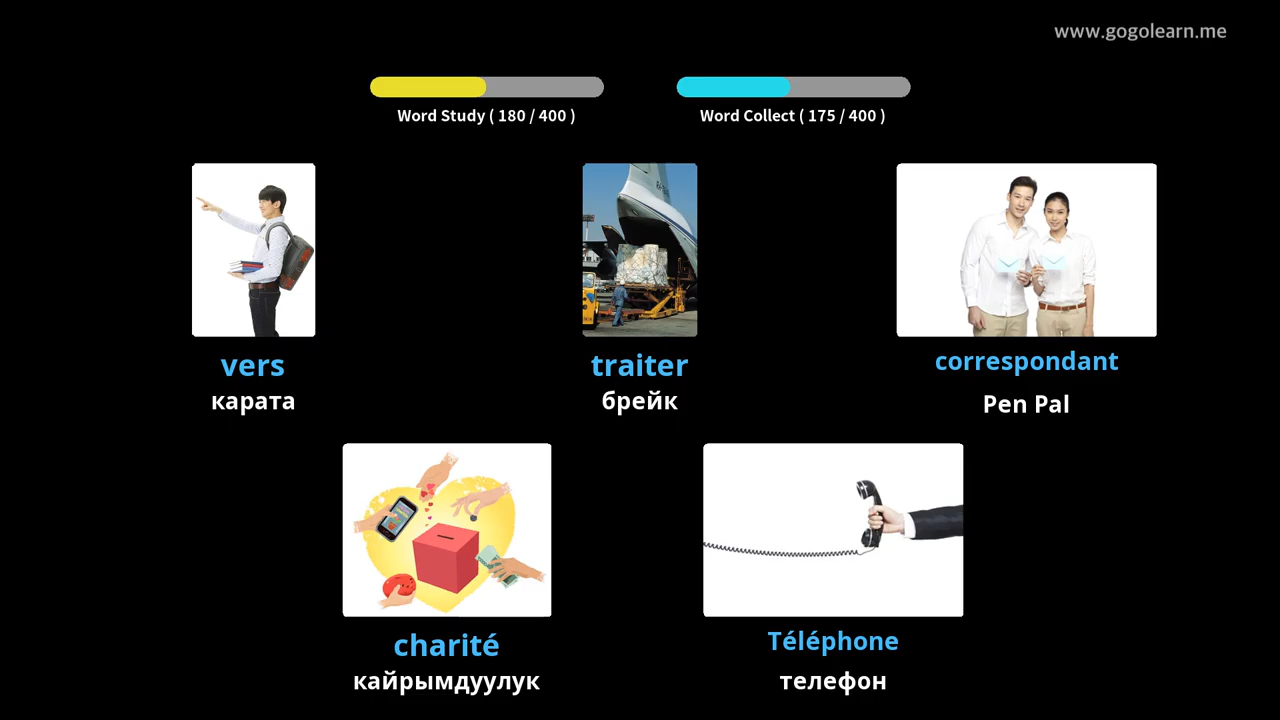 www.gogolearn.me
Word Study ( 180 / 400 )
Word Collect ( 175 / 400 )
vers
карата
traiter
брейк
correspondant
Pen Pal
charité
кайрымдуулук
Téléphone
телефон